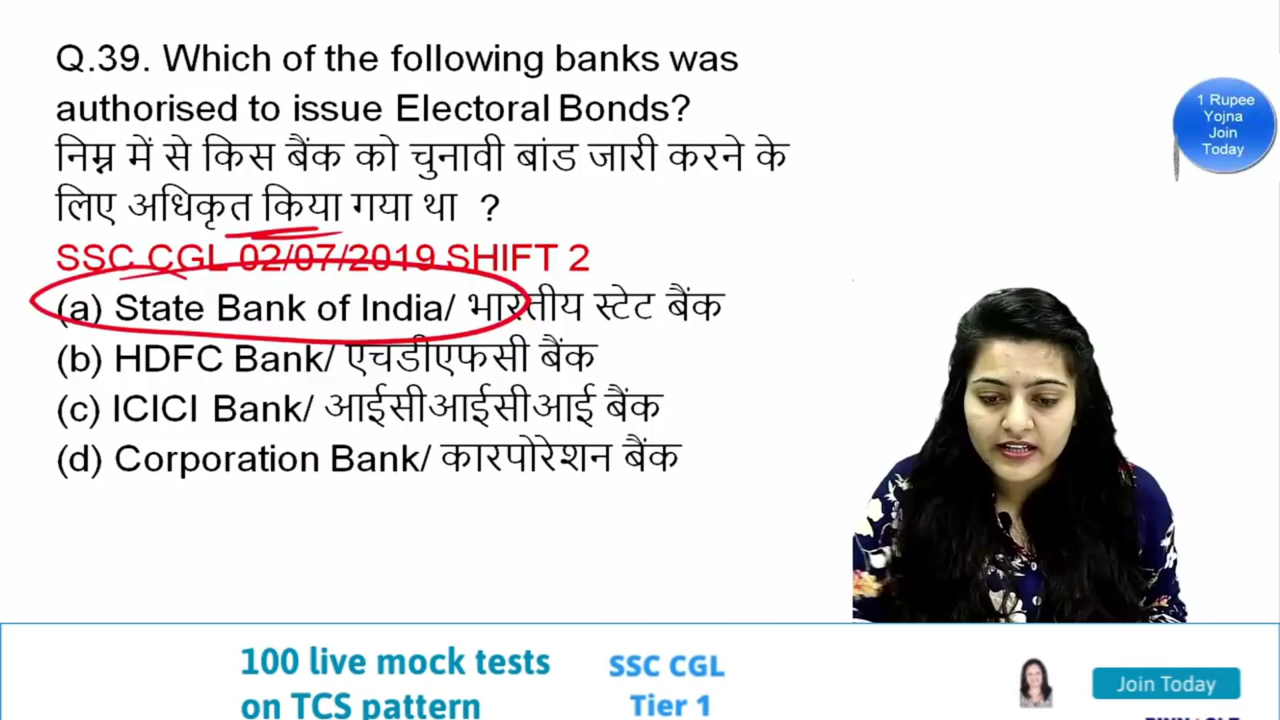 Q.39. Which of the following banks was
authorised to issue Electoral Bonds?
निम्न में से किस बैंक को चुनावी बांड जारी करने के
लिए अधिकृत किया गया था ?
SSC CGL 02/07/2019 SHIFT 2
(a) State Bank of India/ भारतीय स्टेट बैंक
(b) HDFC Bank/ एचडीएफसी बैंक
(c) ICICI Bank/ आईसीआईसीआई बैंक
(d) Corporation Bank/ कारपोरेशन बैंक
1 Rupee
Yojna
Join
Today
100 live mock tests
on TCS pattern
SSC CGL
Tier 1
Join Today